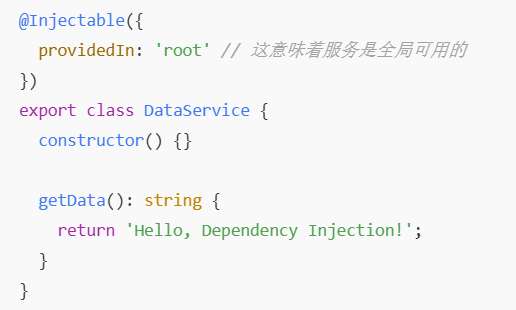 @Injectable({
  providedIn: 'root' // 这意味着服务是全局可用的
})
export class DataService {
  constructor() {}

  getData(): string {
    return 'Hello, Dependency Injection!';
  }
}